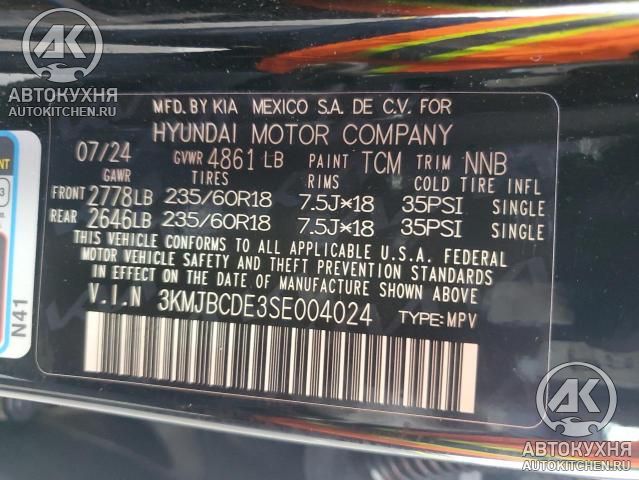 АВТОКУХНЯ
AUTOKITCHEN.RU
MFD. BY KIA MEXICO S.A. DE C.V. FOR
HYUNDAI MOTOR COMPANY
07/24 GVWR 4861 LB PAINT TCM TRIM NNB
GAWR TIRES RIMS COLD TIRE INFL
FRONT 2778LB 235/60R18 7.5J×18 35PSI SINGLE
REAR 2646LB 235/60R18 7.5J×18 35PSI SINGLE
THIS VEHICLE CONFORMS TO ALL APPLICABLE U.S.A. FEDERAL
MOTOR VEHICLE SAFETY AND THEFT PREVENTION STANDARDS
IN EFFECT ON THE DATE OF MANUFACTURE SHOWN ABOVE.
V.I.N 3KMJBCDE3SE004024 TYPE: MPV
N41
АК
АВТОКУХНЯ
AUTOKITCHEN.RU